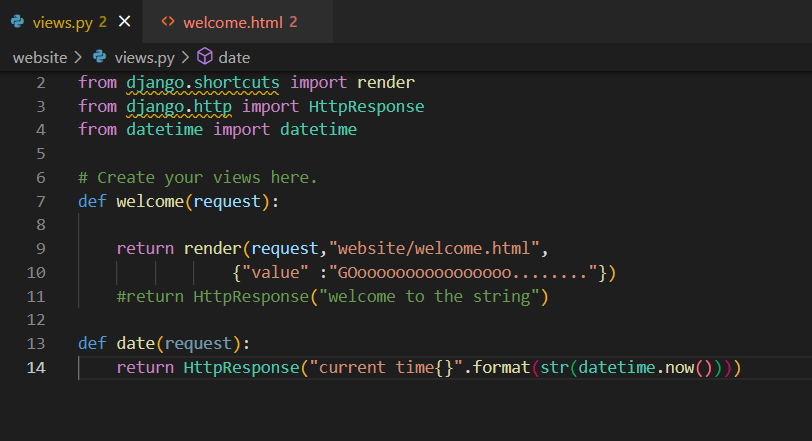 views.py 2 × <> welcome.html 2
website > views.py > date
2 from django.shortcuts import render
3 from django.http import HttpResponse
4 from datetime import datetime
5
6 # Create your views here.
7 def welcome(request):
8
9 return render(request,"website/welcome.html",
10 {"value" :"GOooooooooooooooo........"})
11 #return HttpResponse("welcome to the string")
12
13 def date(request):
14 return HttpResponse("current time{}".format(str(datetime.now())))